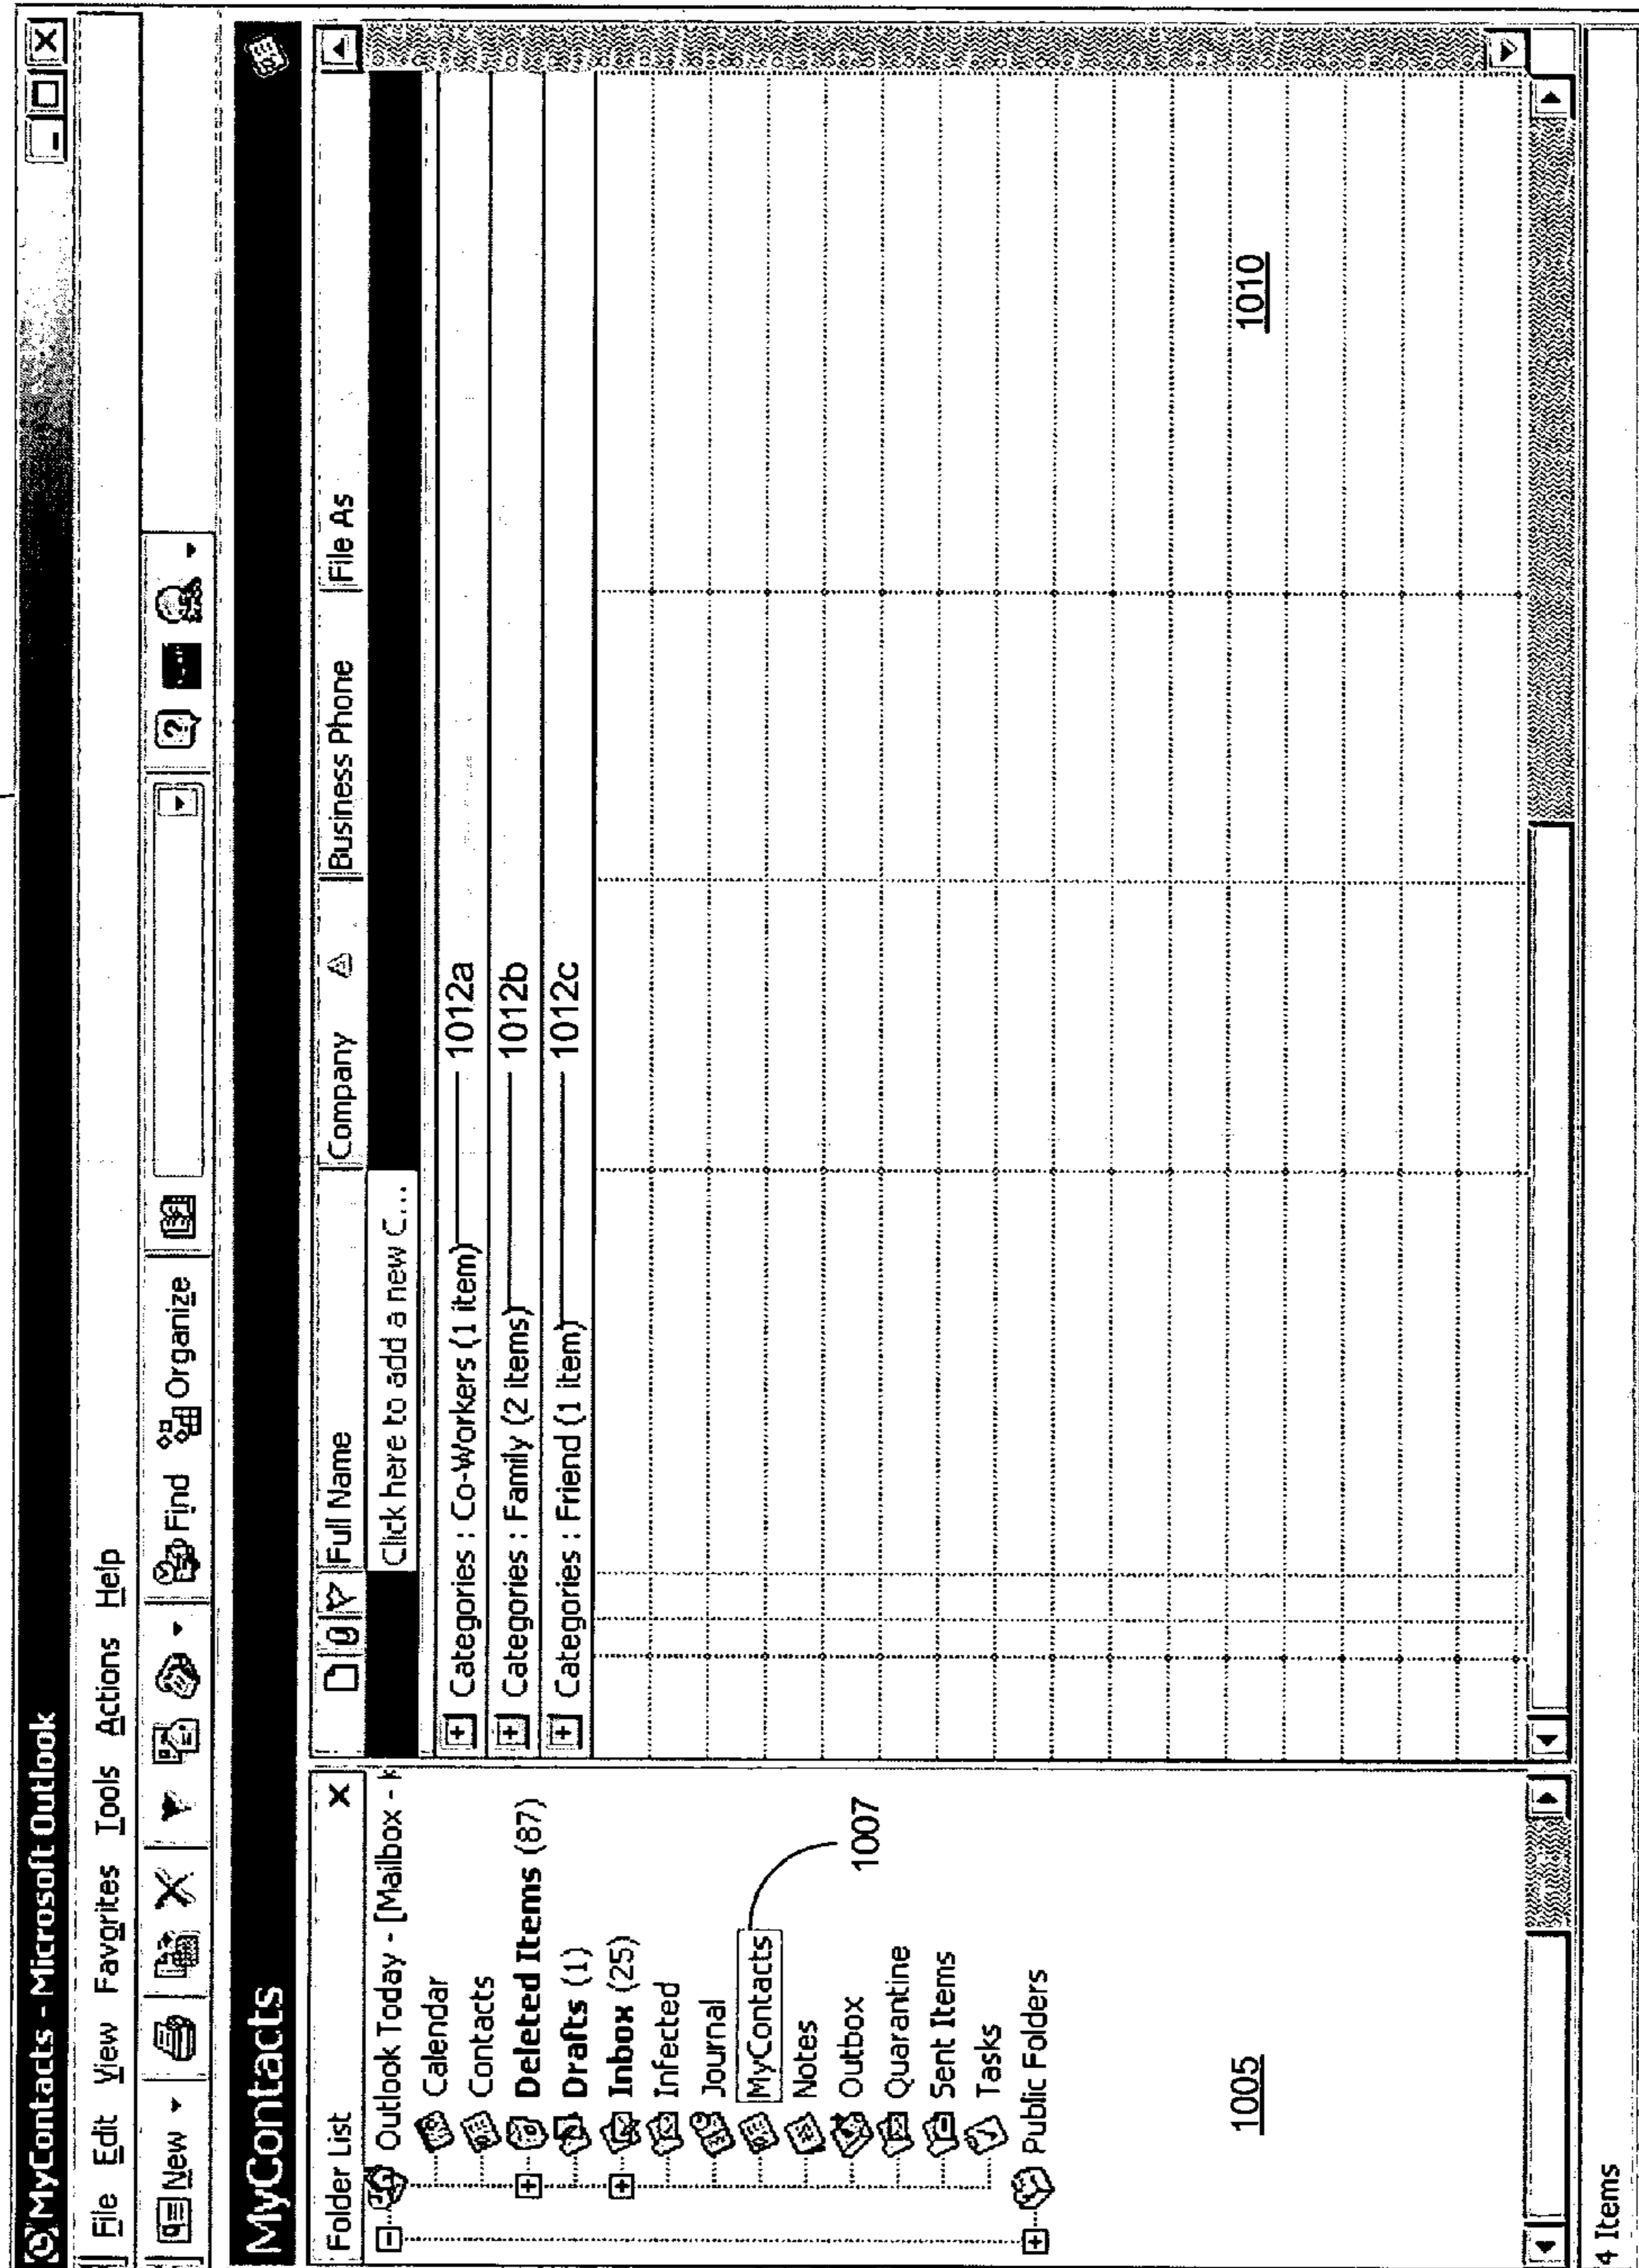 MyContacts - Microsoft Outlook
File Edit View Favorites Tools Actions Help
New Find Organize
MyContacts
Folder List
Outlook Today - [Mailbox -
Calendar
Contacts
Deleted Items (87)
Drafts (1)
Inbox (25)
Infected
Journal
MyContacts
Notes
Outbox
Quarantine
Sent Items
Tasks
Public Folders
1007
1005
Full Name Company Business Phone File As
Click here to add a new C...
Categories : Co-Workers (1 item) 1012a
Categories : Family (2 items) 1012b
Categories : Friend (1 item) 1012c
1010
4 Items